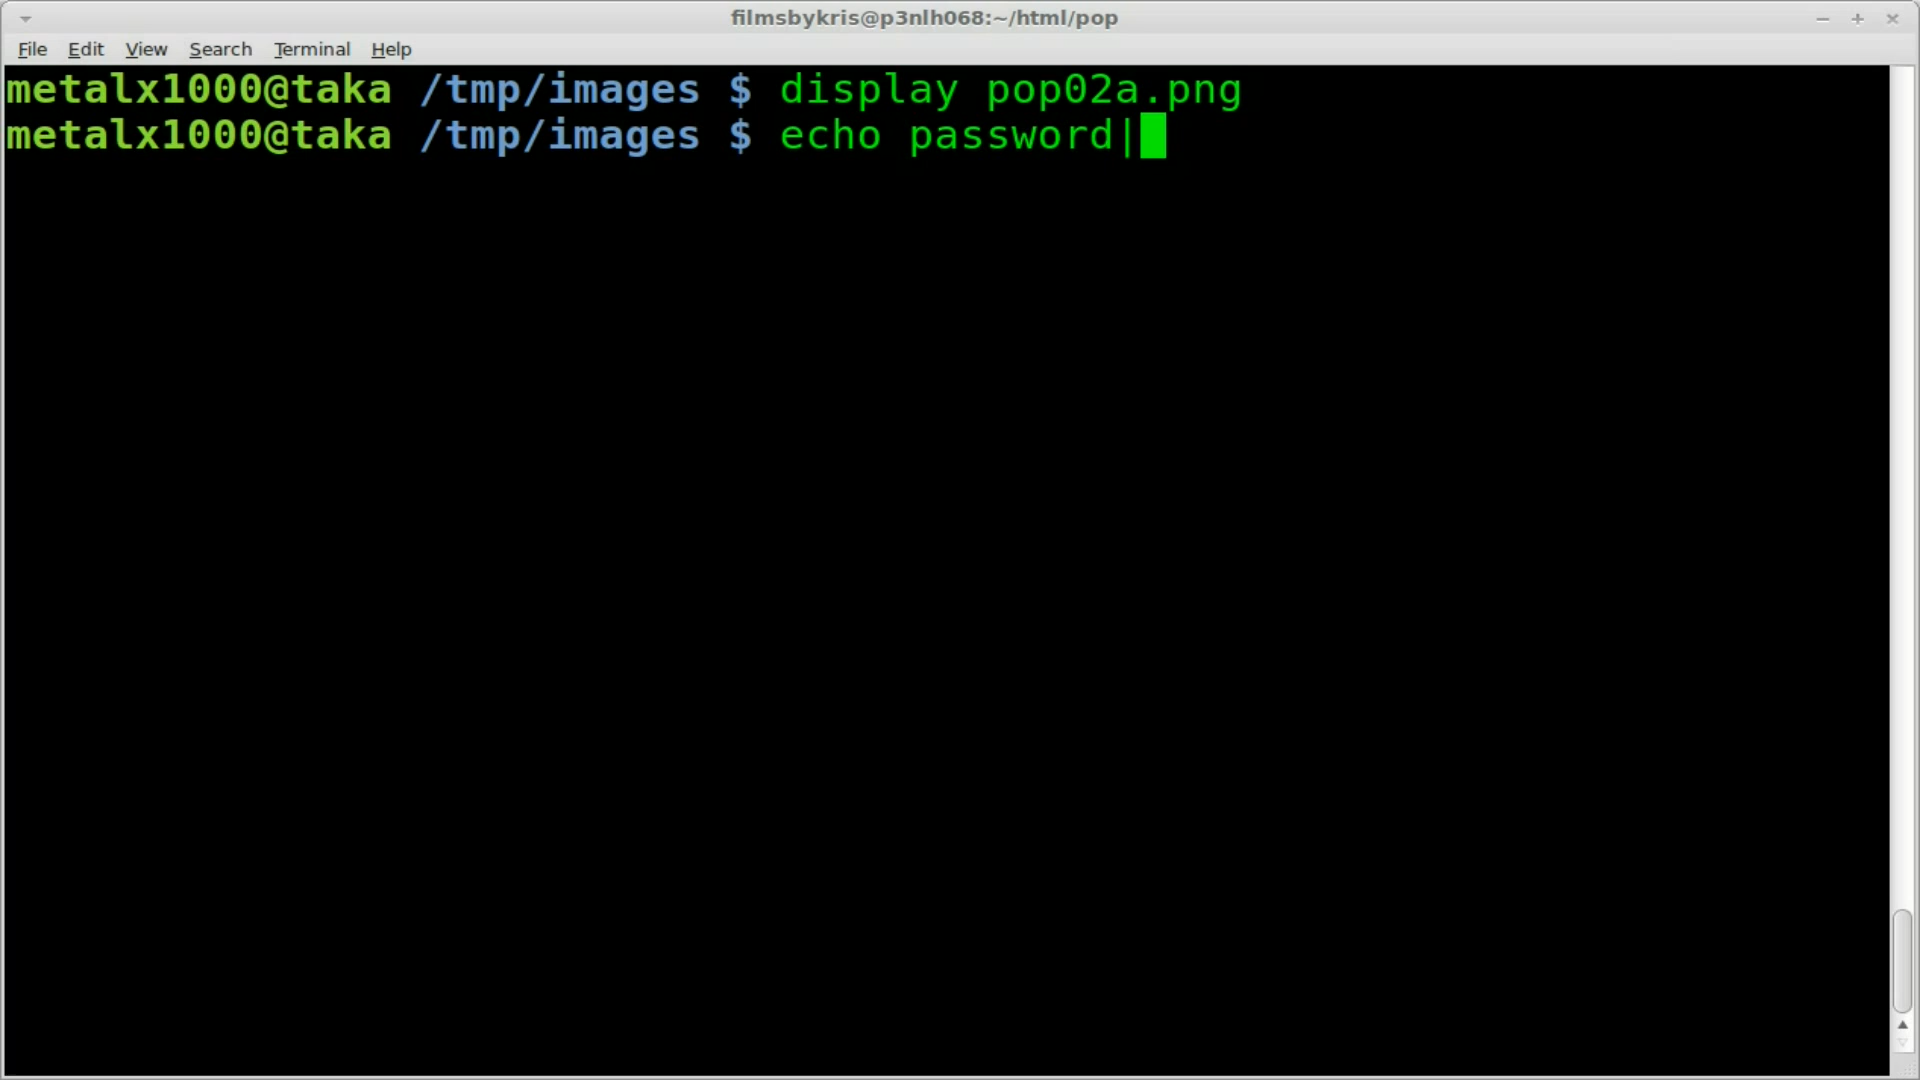 filmsbykris@p3nlh068:~/html/pop
File Edit View Search Terminal Help
metalx1000@taka /tmp/images $ display pop02a.png
metalx1000@taka /tmp/images $ echo password|